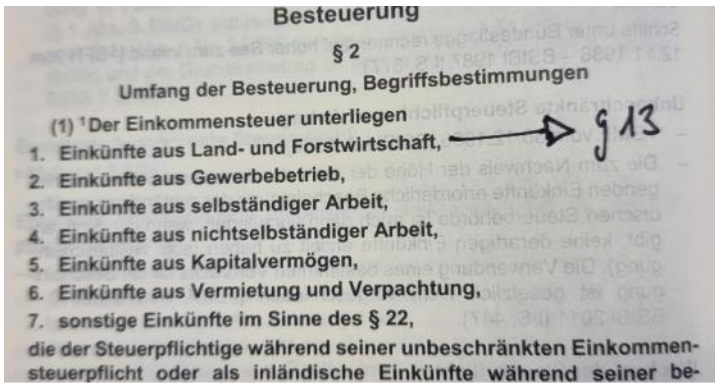 Besteuerung
§ 2
Umfang der Besteuerung, Begriffsbestimmungen
(1) ¹Der Einkommensteuer unterliegen
1. Einkünfte aus Land- und Forstwirtschaft, § 13
2. Einkünfte aus Gewerbebetrieb,
3. Einkünfte aus selbständiger Arbeit,
4. Einkünfte aus nichtselbständiger Arbeit,
5. Einkünfte aus Kapitalvermögen,
6. Einkünfte aus Vermietung und Verpachtung,
7. sonstige Einkünfte im Sinne des § 22,
die der Steuerpflichtige während seiner unbeschränkten Einkommen-
steuerpflicht oder als inländische Einkünfte während seiner be-